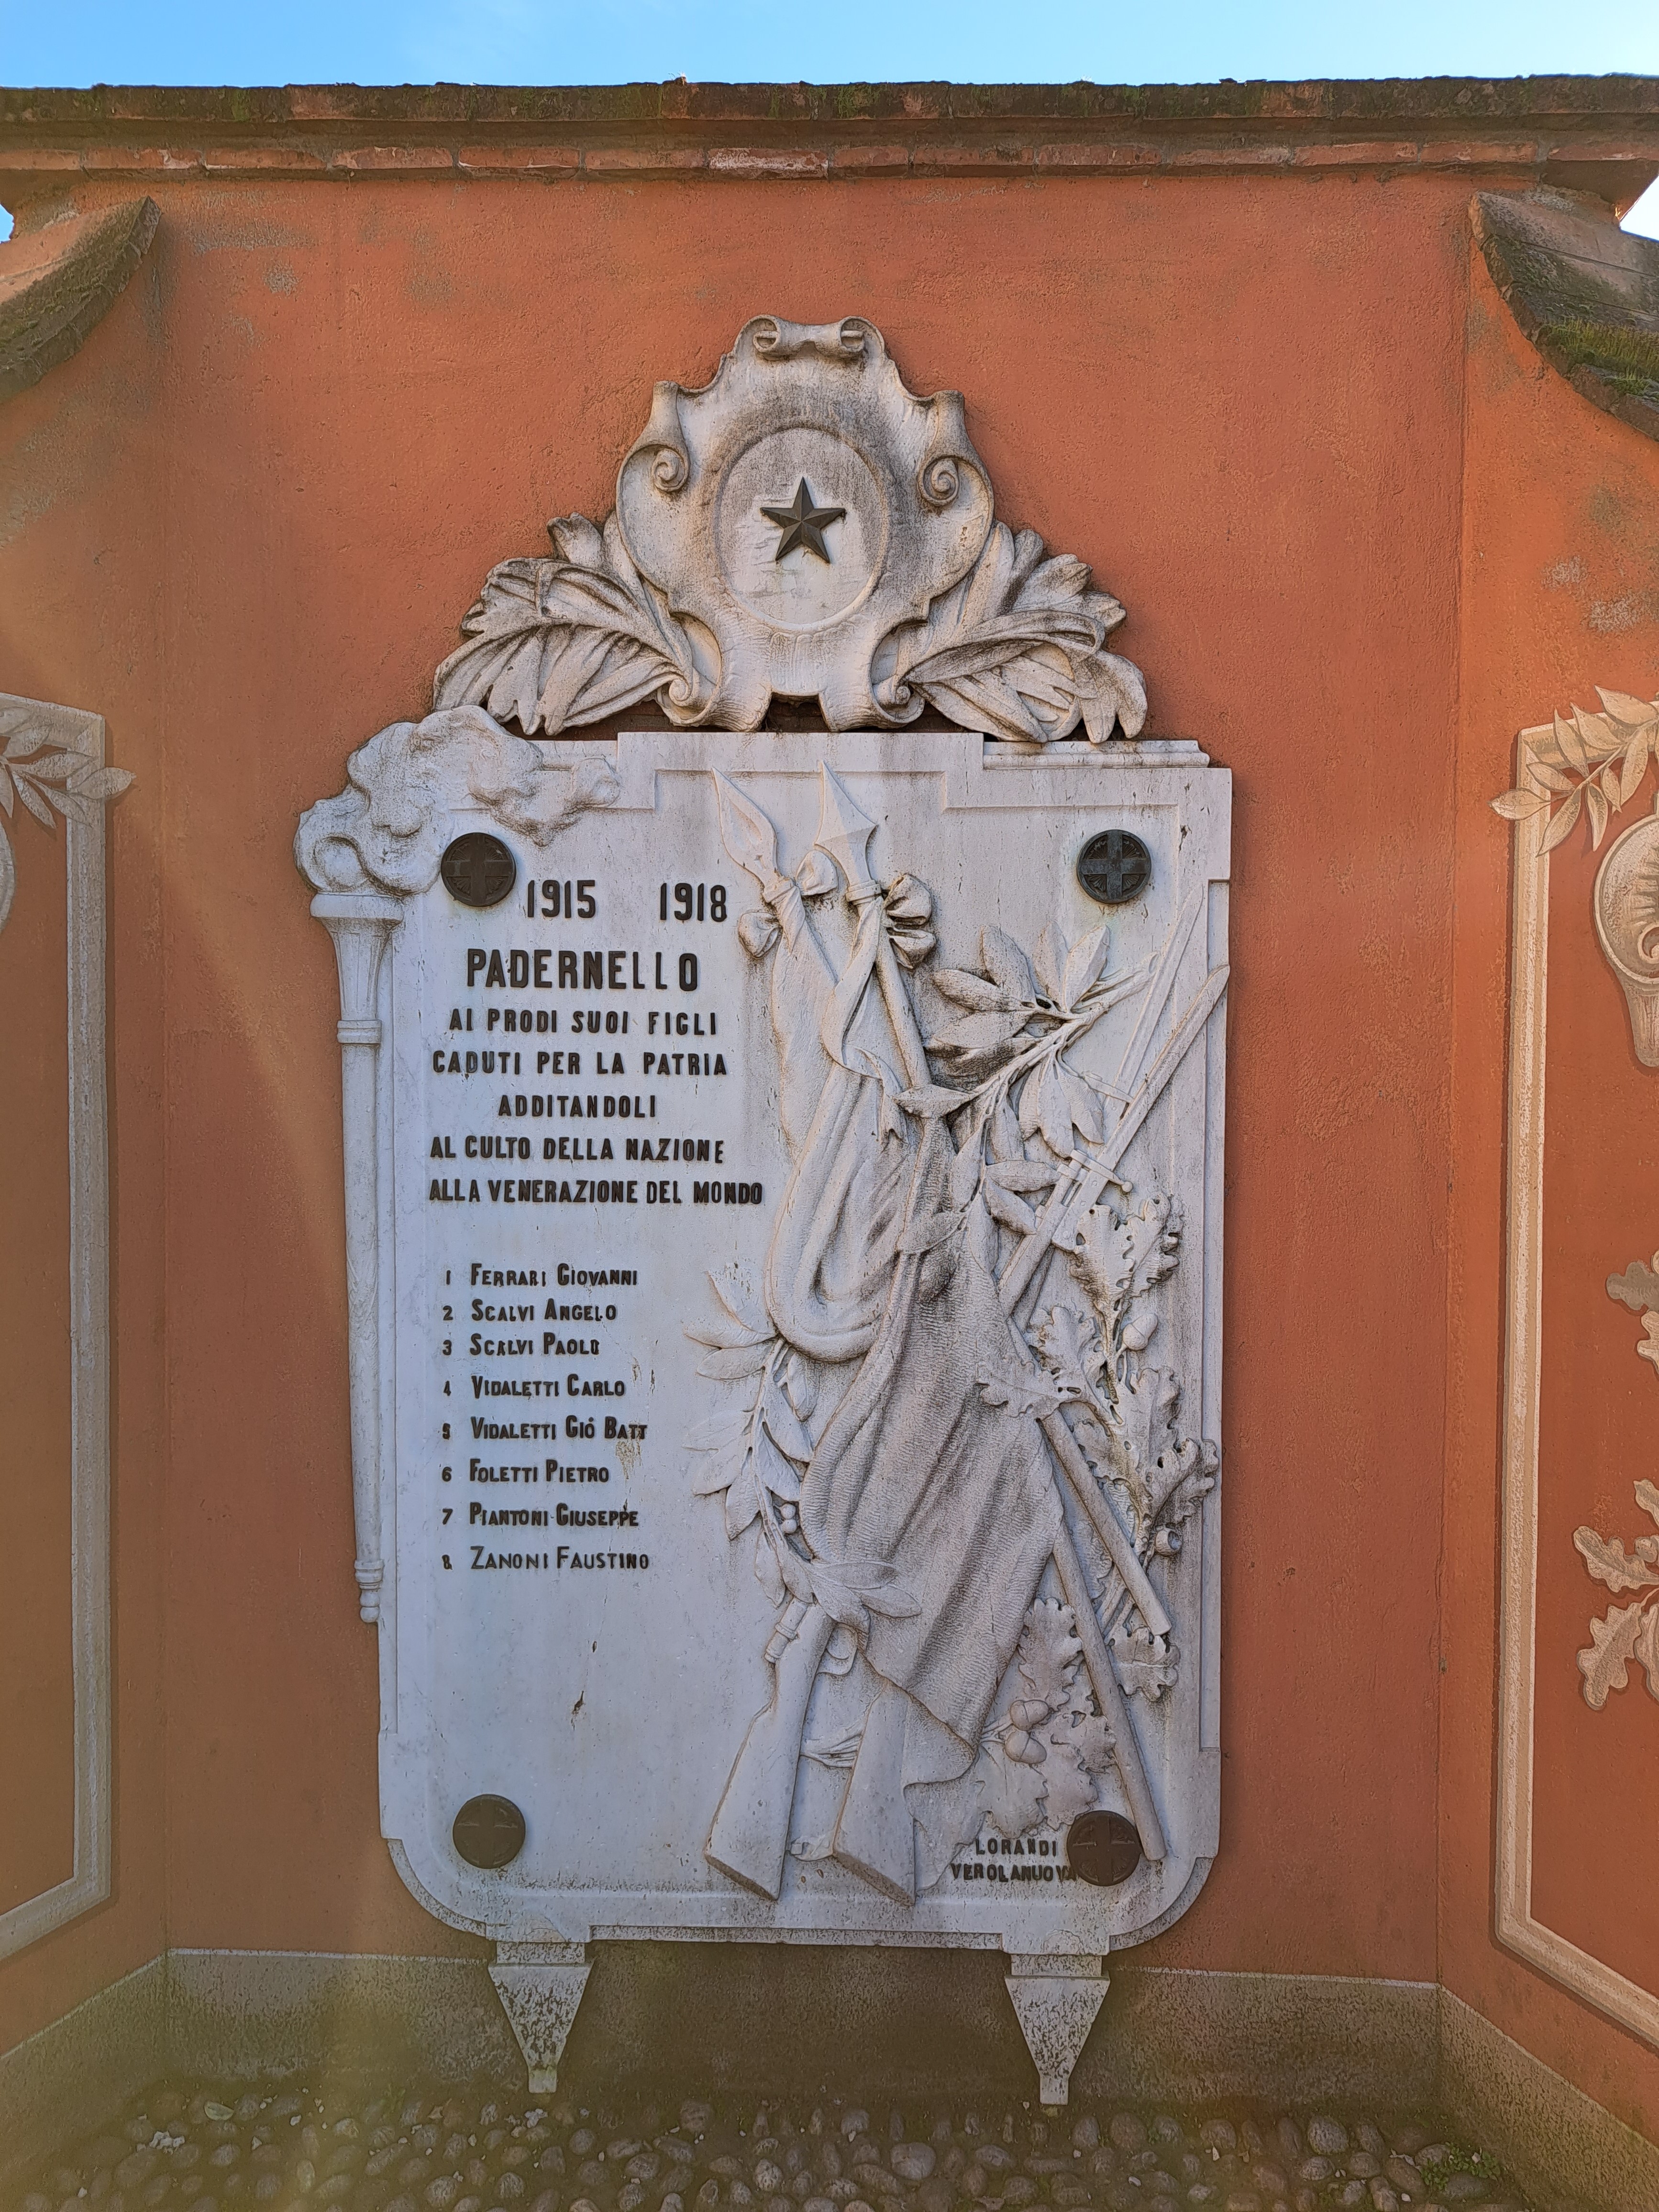 1915 1918
PADERNELLO
AI PRODI SUOI FIGLI
CADUTI PER LA PATRIA
ADDITANDOLI
AL CULTO DELLA NAZIONE
ALLA VENERAZIONE DEL MONDO
1 FERRARI GIOVANNI
2 SCALVI ANGELO
3 SCALVI PAOLO
4 VIDALETTI CARLO
5 VIDALETTI GIÓ BATT
6 FOLETTI PIETRO
7 PIANTONI GIUSEPPE
8 ZANONI FAUSTINO
LORANDI
VEROLANUOVA